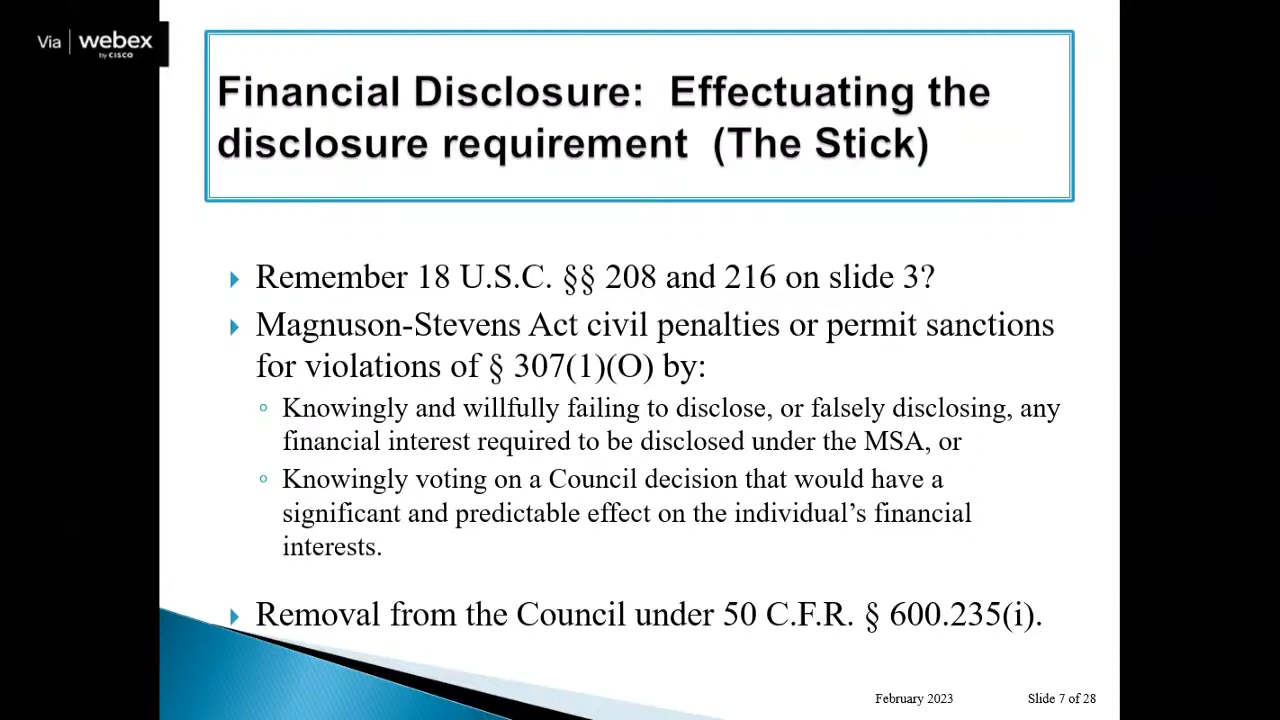 Via | webex
by CISCO
Financial Disclosure: Effectuating the
disclosure requirement (The Stick)
Remember 18 U.S.C. §§ 208 and 216 on slide 3?
Magnuson-Stevens Act civil penalties or permit sanctions
for violations of § 307(1)(O) by:
Knowingly and willfully failing to disclose, or falsely disclosing, any
financial interest required to be disclosed under the MSA, or
Knowingly voting on a Council decision that would have a
significant and predictable effect on the individual’s financial
interests.
Removal from the Council under 50 C.F.R. § 600.235(i).
February 2023
Slide 7 of 28